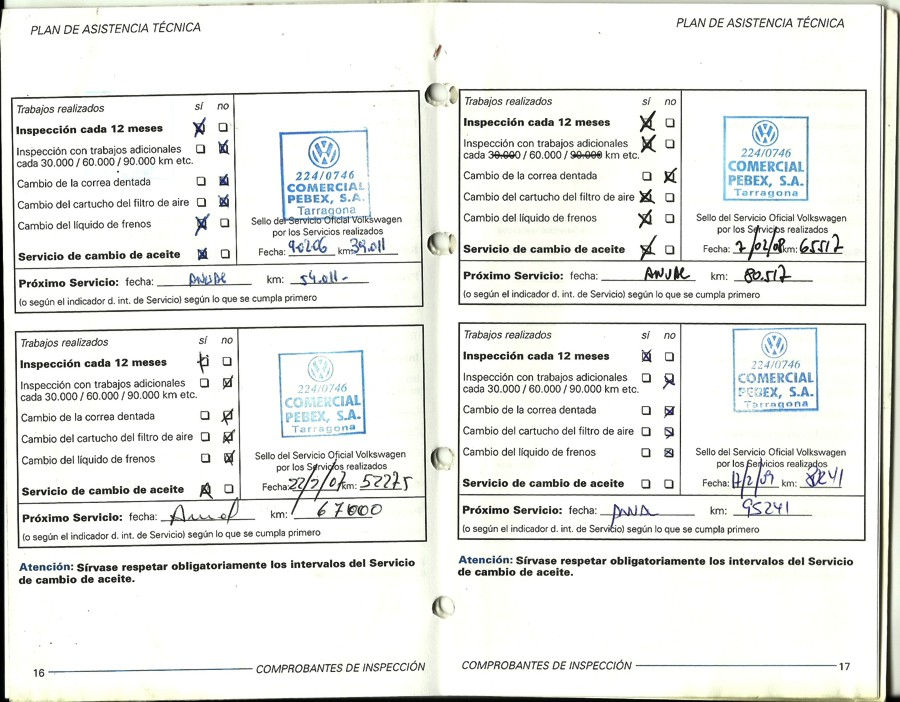 PLAN DE ASISTENCIA TÉCNICA
Trabajos realizados sí no
Inspección cada 12 meses
Inspección con trabajos adicionales
cada 30.000 / 60.000 / 90.000 km etc.
Cambio de la correa dentada
Cambio del cartucho del filtro de aire
Cambio del líquido de frenos
Servicio de cambio de aceite
224/0746
COMERCIAL
PEBEX, S.A.
Tarragona
Sello del Servicio Oficial Volkswagen
por los Servicios realizados
Fecha: 90206 km: 39.011
Próximo Servicio: fecha: ANUAL km: 54.011-
(o según el indicador d. int. de Servicio) según lo que se cumpla primero
Trabajos realizados sí no
Inspección cada 12 meses
Inspección con trabajos adicionales
cada 30.000 / 60.000 / 90.000 km etc.
Cambio de la correa dentada
Cambio del cartucho del filtro de aire
Cambio del líquido de frenos
Servicio de cambio de aceite
224/0746
COMERCIAL
PEBEX, S.A.
Tarragona
Sello del Servicio Oficial Volkswagen
por los Servicios realizados
Fecha: 22/2/07 km: 52275
Próximo Servicio: fecha: Anual km: 67000
(o según el indicador d. int. de Servicio) según lo que se cumpla primero
Atención: Sírvase respetar obligatoriamente los intervalos del Servicio
de cambio de aceite.
16 COMPROBANTES DE INSPECCIÓN
PLAN DE ASISTENCIA TÉCNICA
Trabajos realizados sí no
Inspección cada 12 meses
Inspección con trabajos adicionales
cada 30.000 / 60.000 / 90.000 km etc.
Cambio de la correa dentada
Cambio del cartucho del filtro de aire
Cambio del líquido de frenos
Servicio de cambio de aceite
224/0746
COMERCIAL
PEBEX, S.A.
Tarragona
Sello del Servicio Oficial Volkswagen
por los Servicios realizados
Fecha: 7/02/08 km: 65517
Próximo Servicio: fecha: ANUAL km: 80517
(o según el indicador d. int. de Servicio) según lo que se cumpla primero
Trabajos realizados sí no
Inspección cada 12 meses
Inspección con trabajos adicionales
cada 30.000 / 60.000 / 90.000 km etc.
Cambio de la correa dentada
Cambio del cartucho del filtro de aire
Cambio del líquido de frenos
Servicio de cambio de aceite
224/0746
COMERCIAL
PEBEX, S.A.
Tarragona
Sello del Servicio Oficial Volkswagen
por los Servicios realizados
Fecha: 17/2/09 km:
Próximo Servicio: fecha: km: 95241
(o según el indicador d. int. de Servicio) según lo que se cumpla primero
Atención: Sírvase respetar obligatoriamente los intervalos del Servicio
de cambio de aceite.
COMPROBANTES DE INSPECCIÓN 17